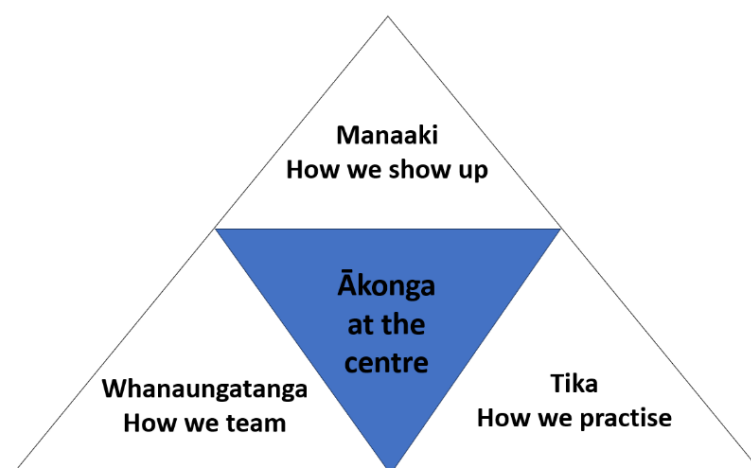 Manaaki
How we show up
Ākonga
at the
centre
Whanaungatanga
How we team
Tika
How we practise